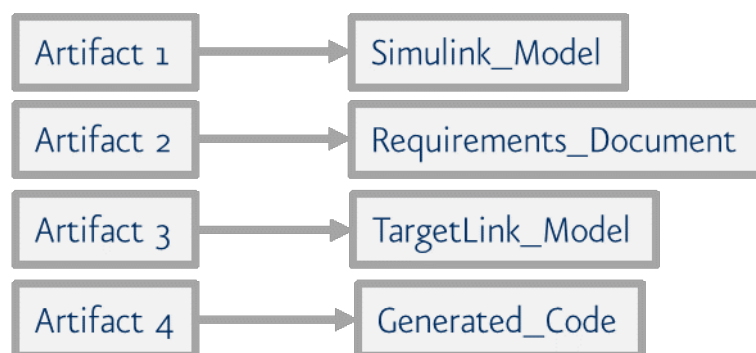 Artifact 1 Simulink_Model
Artifact 2 Requirements_Document
Artifact 3 TargetLink_Model
Artifact 4 Generated_Code